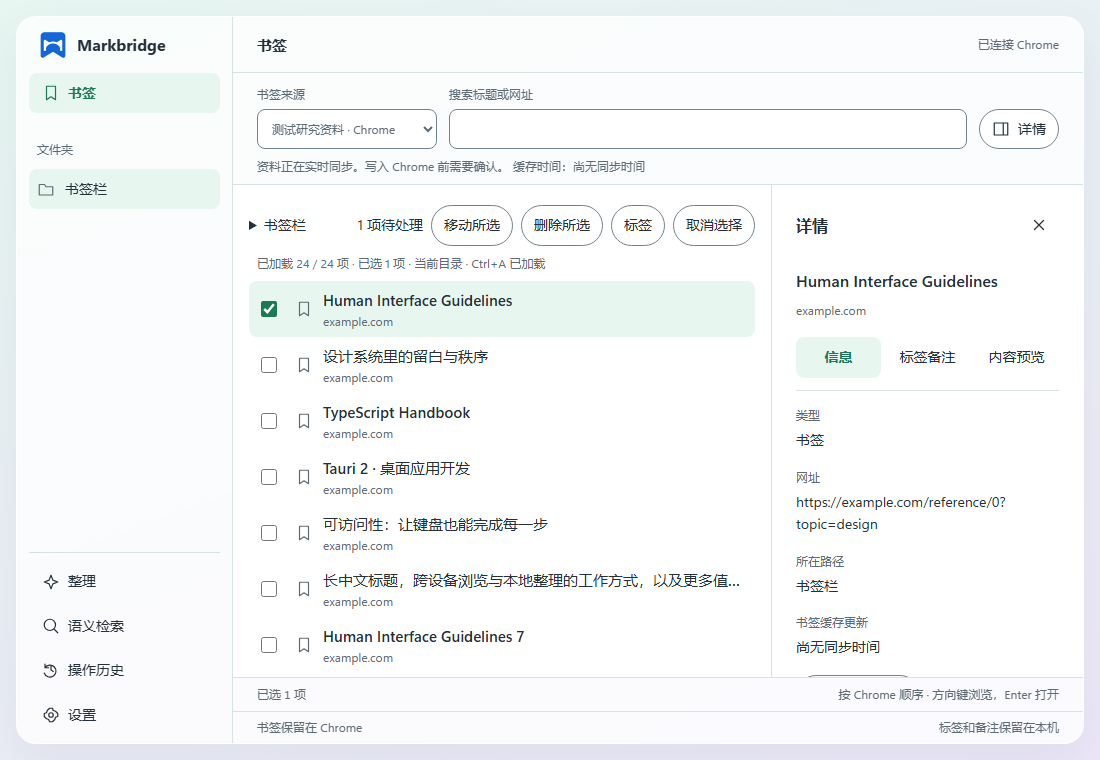 Markbridge
书签
文件夹
书签栏
整理
语义检索
操作历史
设置
书签
已连接 Chrome
书签来源
测试研究资料 · Chrome
搜索标题或网址
详情
资料正在实时同步。写入 Chrome 前需要确认。 缓存时间：尚无同步时间
书签栏
1 项待处理
移动所选
删除所选
标签
取消选择
已加载 24 / 24 项 · 已选 1 项 · 当前目录 · Ctrl+A 已加载
Human Interface Guidelines
example.com
设计系统里的留白与秩序
example.com
TypeScript Handbook
example.com
Tauri 2 · 桌面应用开发
example.com
可访问性：让键盘也能完成每一步
example.com
长中文标题，跨设备浏览与本地整理的工作方式，以及更多值...
example.com
Human Interface Guidelines 7
example.com
详情
Human Interface Guidelines
example.com
信息
标签备注
内容预览
类型
书签
网址
https://example.com/reference/0?
topic=design
所在路径
书签栏
书签缓存更新
尚无同步时间
已选 1 项
按 Chrome 顺序 · 方向键浏览，Enter 打开
书签保留在 Chrome
标签和备注保留在本机